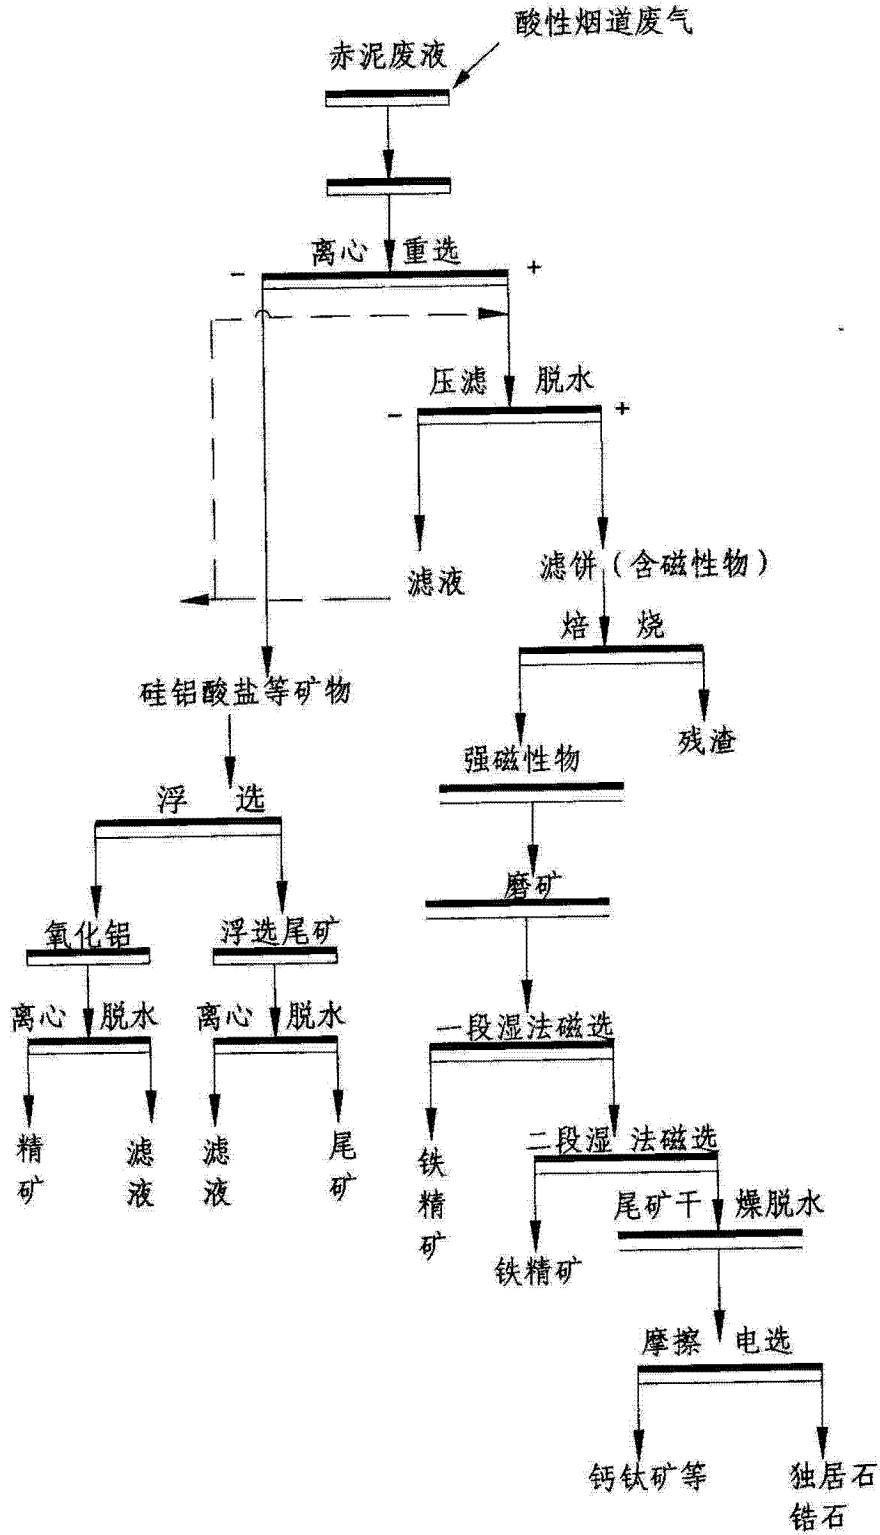 酸性烟道废气
赤泥废液
离心 重选
- +
压滤 脱水
- +
滤液
滤饼(含磁性物)
焙 烧
硅铝酸盐等矿物
残渣
强磁性物
浮 选
磨矿
氧化铝
浮选尾矿
离心 脱水
离心 脱水
一段湿法磁选
精矿
滤液
滤液
尾矿
铁精矿
二段湿 法磁选
尾矿干 燥脱水
铁精矿
摩擦 电选
钙钛矿等
独居石
锆石